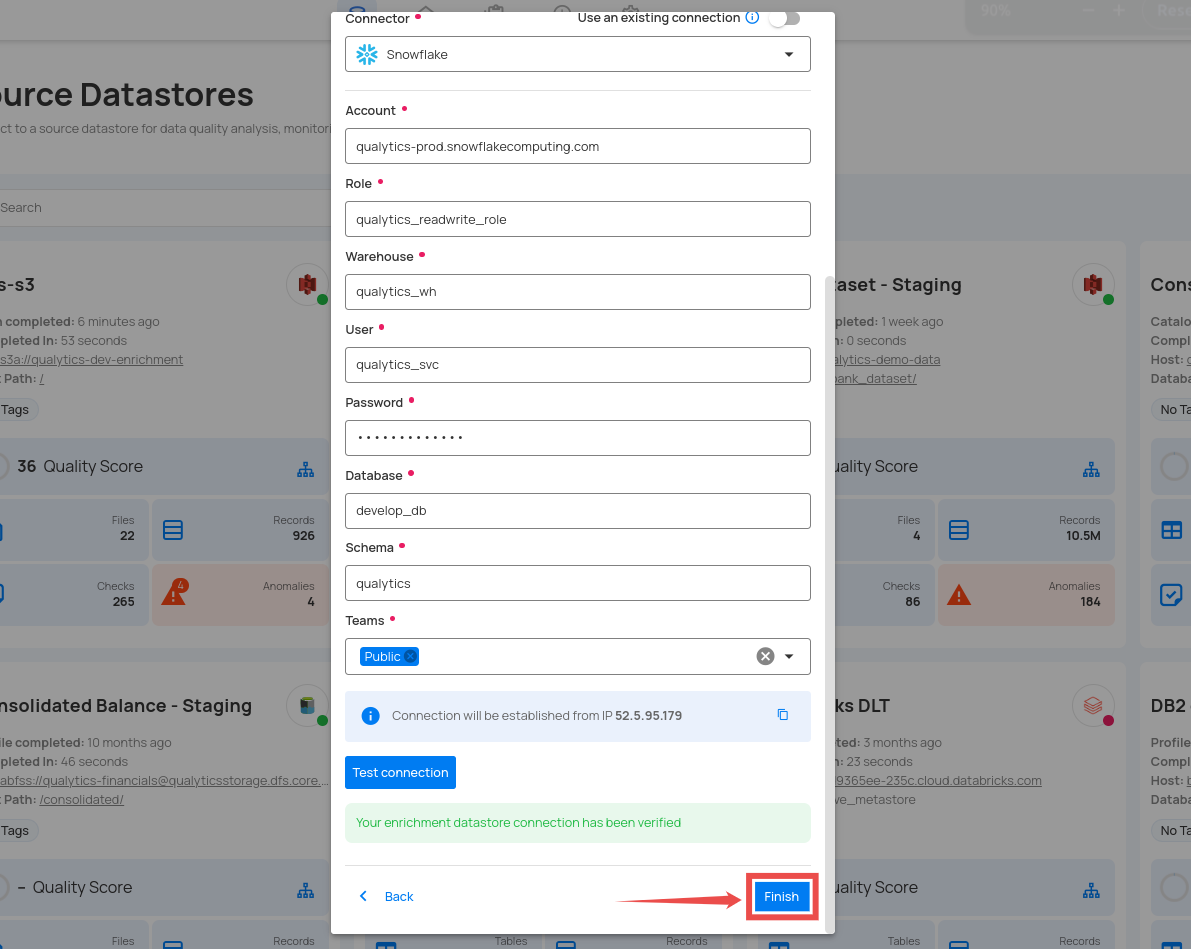 90%
Rese
Connector
Use an existing connection
Snowflake
ource Datastores
ct to a source datastore for data quality analysis, monitori
Account
qualytics-prod.snowflakecomputing.com
Role
qualytics_readwrite_role
Search
Warehouse
qualytics_wh
s-s3
n completed: 6 minutes ago
pleted In: 53 seconds
s3a://qualytics-dev-enrichment
t Path: /
Tags
36 Quality Score
Files
22
Records
926
Checks
265
4
Anomalies
4
User
qualytics_svc
Password
•••••••••••••
Database
develop_db
Schema
qualytics
Teams
Public
Connection will be established from IP 52.5.95.179
Test connection
Your enrichment datastore connection has been verified
Back
Finish
taset - Staging
pleted: 1 week ago
n: 0 seconds
alytics-demo-data
bank_dataset/
uality Score
Files
4
Records
10.5M
Checks
86
Anomalies
184
Cons
Catalo
Compl
Host:
Databa
No Ta
nsolidated Balance - Staging
ile completed: 10 months ago
pleted In: 46 seconds
abfss://qualytics-financials@qualyticsstorage.dfs.core....
t Path: /consolidated/
Tags
– Quality Score
Files
Records
Tables
Records
ks DLT
ted: 3 months ago
n: 23 seconds
9365ee-235c.cloud.databricks.com
ve_metastore
uality Score
Tables
Records
DB2
Profile
Compl
Host: b
Databa
No Ta